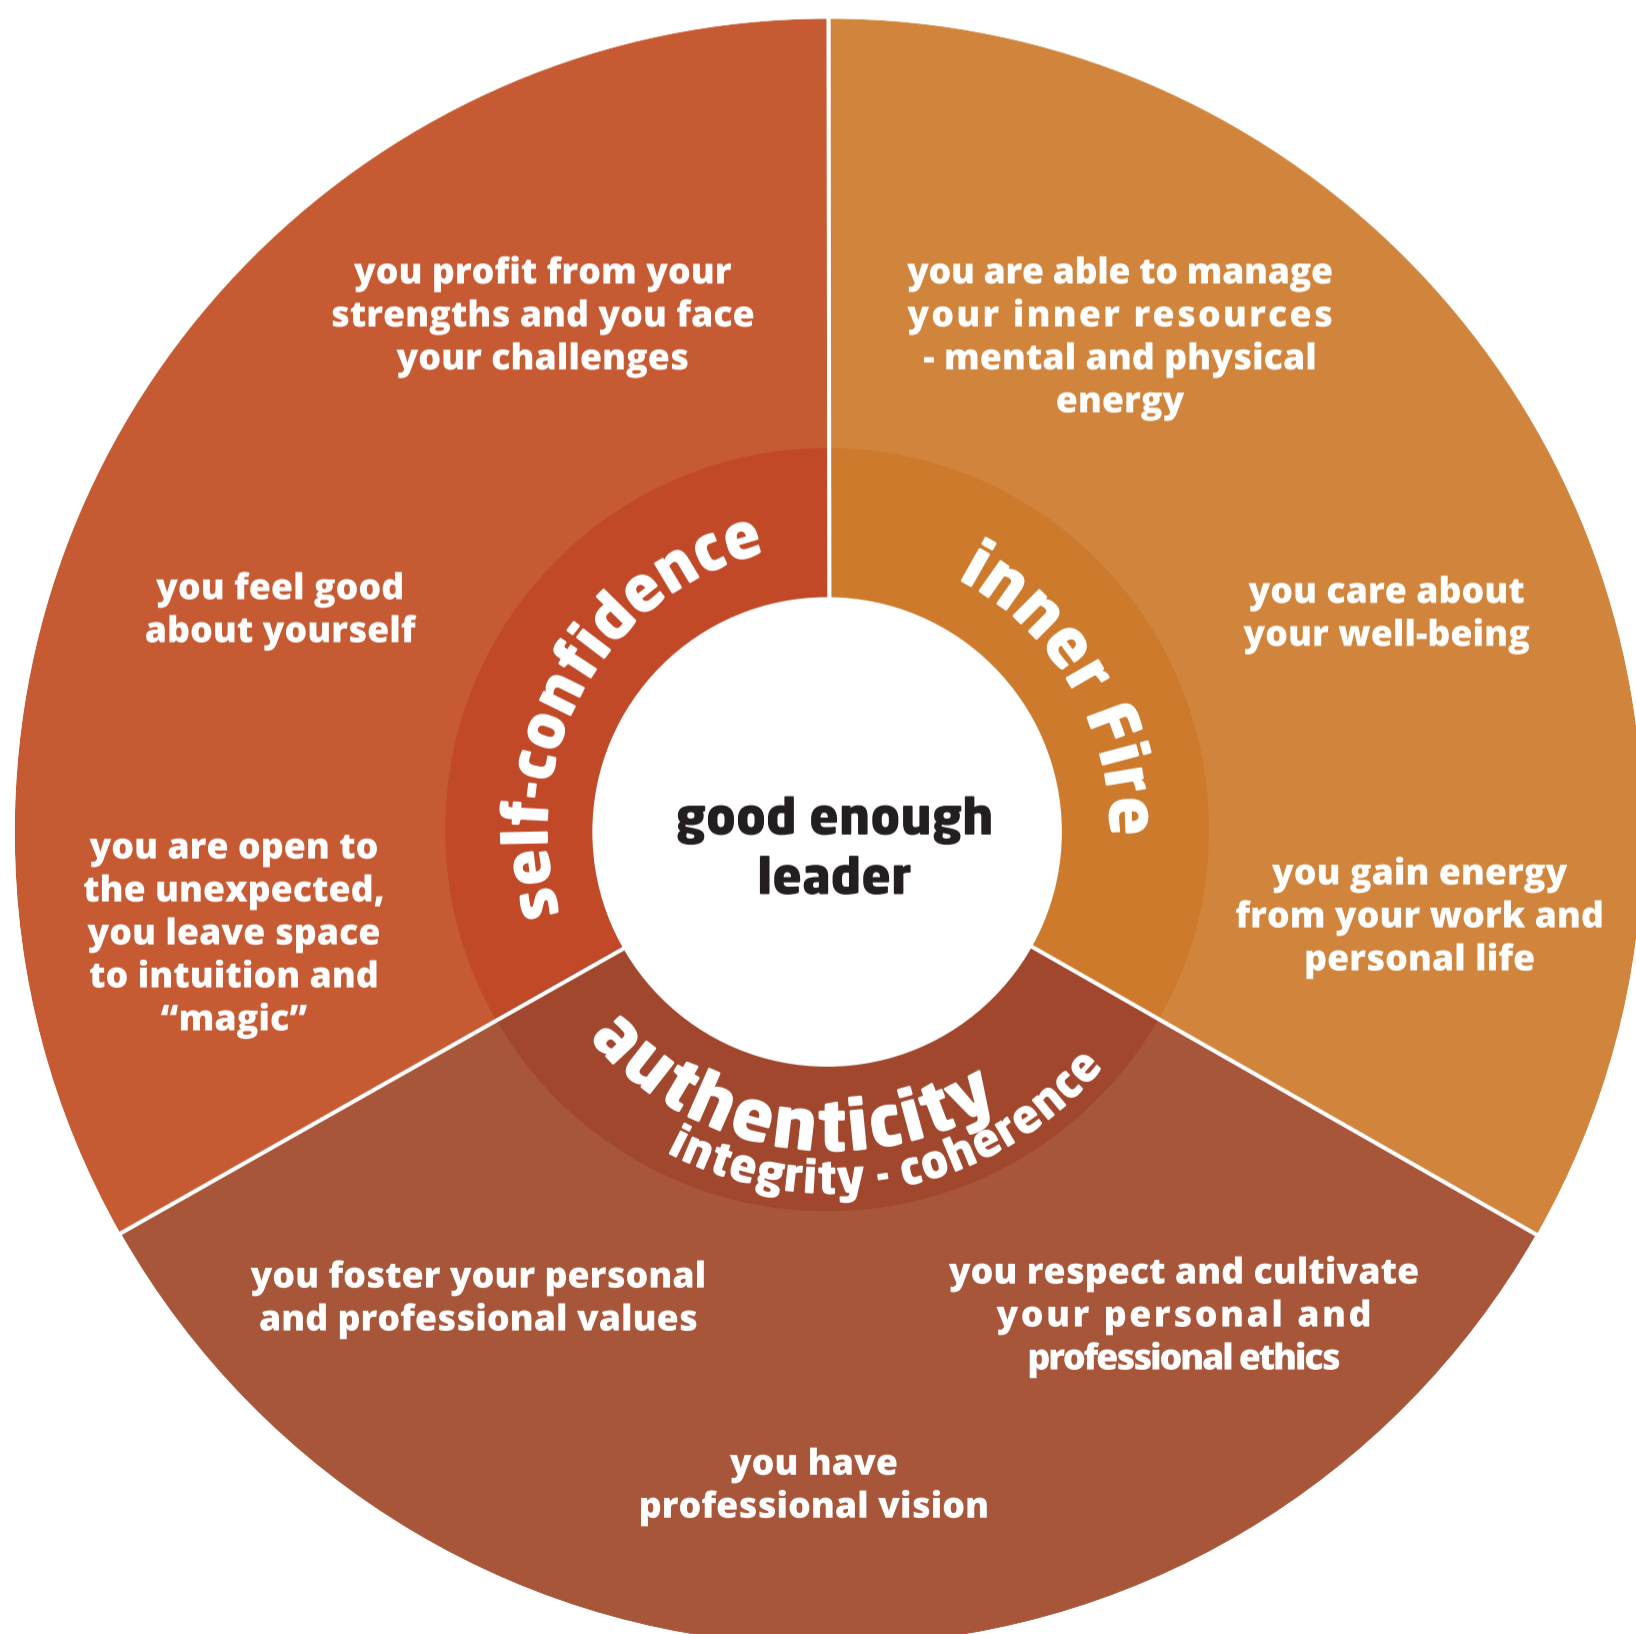 you profit from your
strengths and you face
your challenges
you are able to manage
your inner resources
- mental and physical
energy
self-confidence
inner fire
you feel good
about yourself
you care about
your well-being
good enough
leader
you are open to
the unexpected,
you leave space
to intuition and
“magic”
you gain energy
from your work and
personal life
authenticity
integrity - coherence
you foster your personal
and professional values
you respect and cultivate
your personal and
professional ethics
you have
professional vision